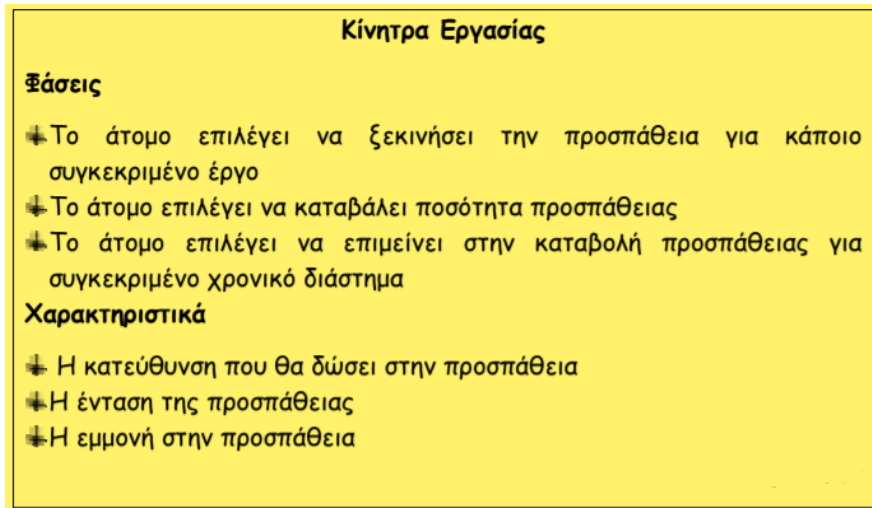 Κίνητρα Εργασίας
Φάσεις
Το άτομο επιλέγει να ξεκινήσει την προσπάθεια για κάποιο
συγκεκριμένο έργο
Το άτομο επιλέγει να καταβάλει ποσότητα προσπάθειας
Το άτομο επιλέγει να επιμείνει στην καταβολή προσπάθειας για
συγκεκριμένο χρονικό διάστημα
Χαρακτηριστικά
Η κατεύθυνση που θα δώσει στην προσπάθεια
Η ένταση της προσπάθειας
Η εμμονή στην προσπάθεια